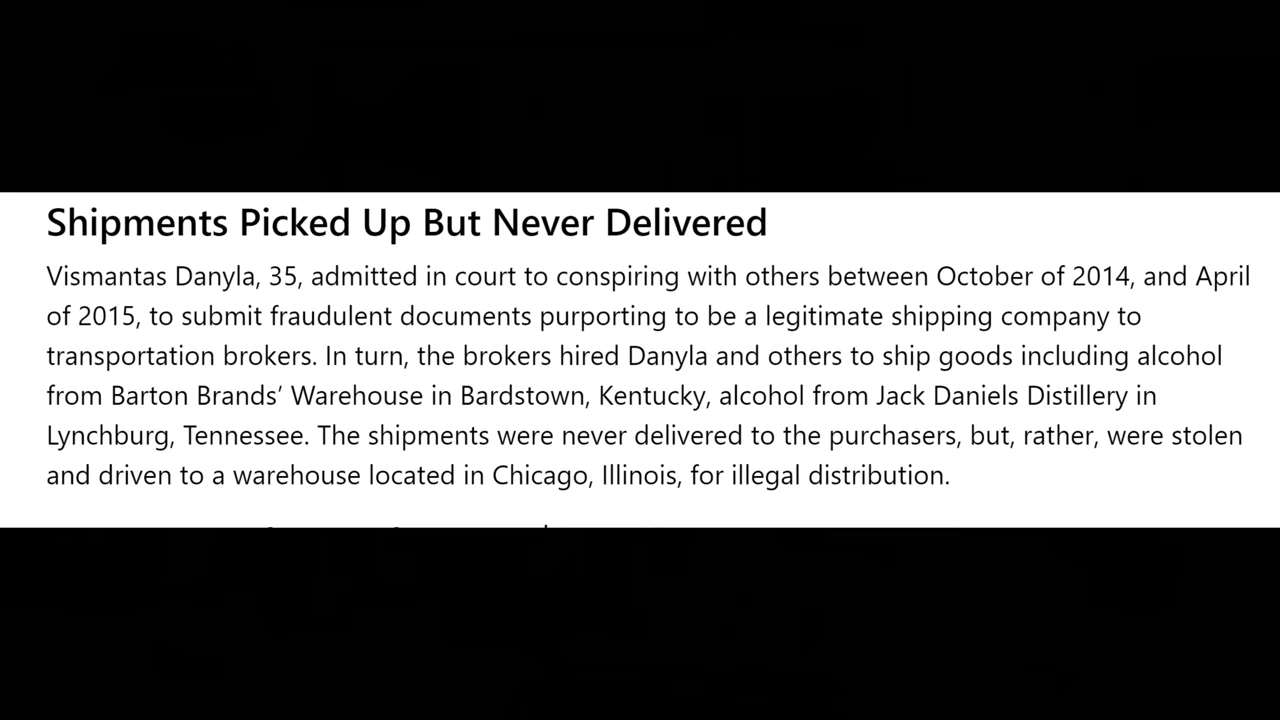 Shipments Picked Up But Never Delivered
Vismantas Danyla, 35, admitted in court to conspiring with others between October of 2014, and April
of 2015, to submit fraudulent documents purporting to be a legitimate shipping company to
transportation brokers. In turn, the brokers hired Danyla and others to ship goods including alcohol
from Barton Brands’ Warehouse in Bardstown, Kentucky, alcohol from Jack Daniels Distillery in
Lynchburg, Tennessee. The shipments were never delivered to the purchasers, but, rather, were stolen
and driven to a warehouse located in Chicago, Illinois, for illegal distribution.